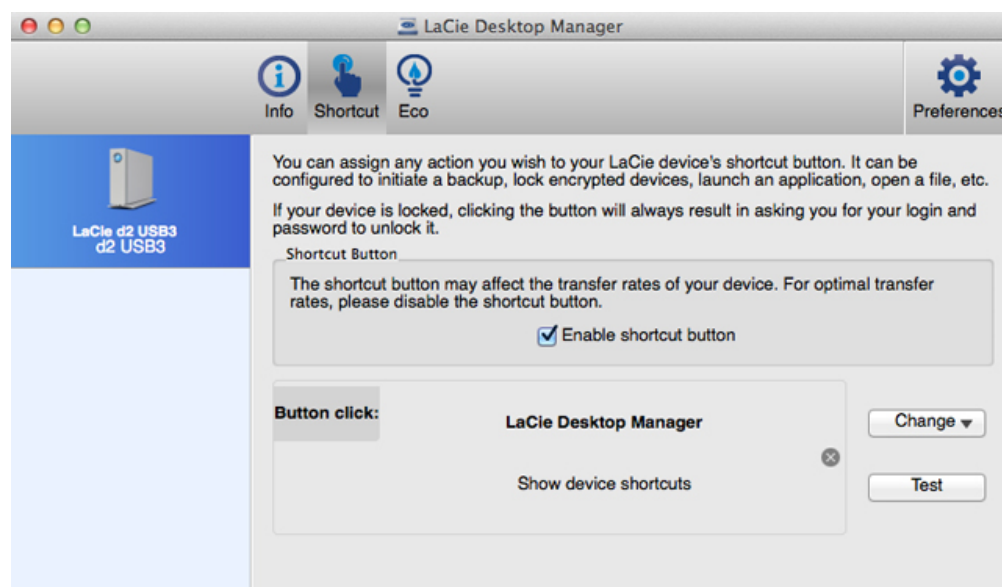 LaCie Desktop Manager
Info
Shortcut
Eco
Preferences
LaCie d2 USB3
d2 USB3
You can assign any action you wish to your LaCie device's shortcut button. It can be
configured to initiate a backup, lock encrypted devices, launch an application, open a file, etc.
If your device is locked, clicking the button will always result in asking you for your login and
password to unlock it.
Shortcut Button
The shortcut button may affect the transfer rates of your device. For optimal transfer
rates, please disable the shortcut button.
Enable shortcut button
Button click:
LaCie Desktop Manager
Change
Show device shortcuts
Test